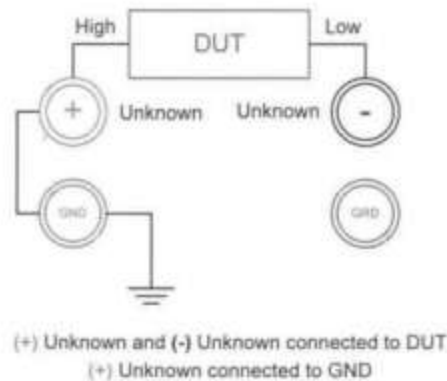 High
DUT
Low
+
Unknown
Unknown
-
GND
GRD
(+) Unknown and (-) Unknown connected to DUT
(+) Unknown connected to GND